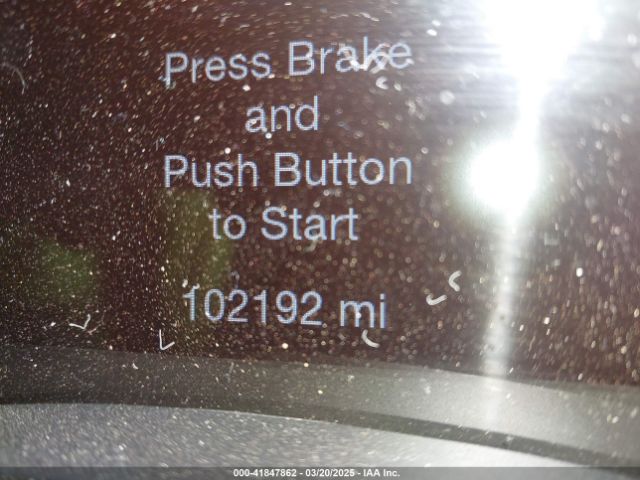 Press Brake
and
Push Button
to Start
102192 mi
000-41847862 — 03/20/2025 — IAA Inc.